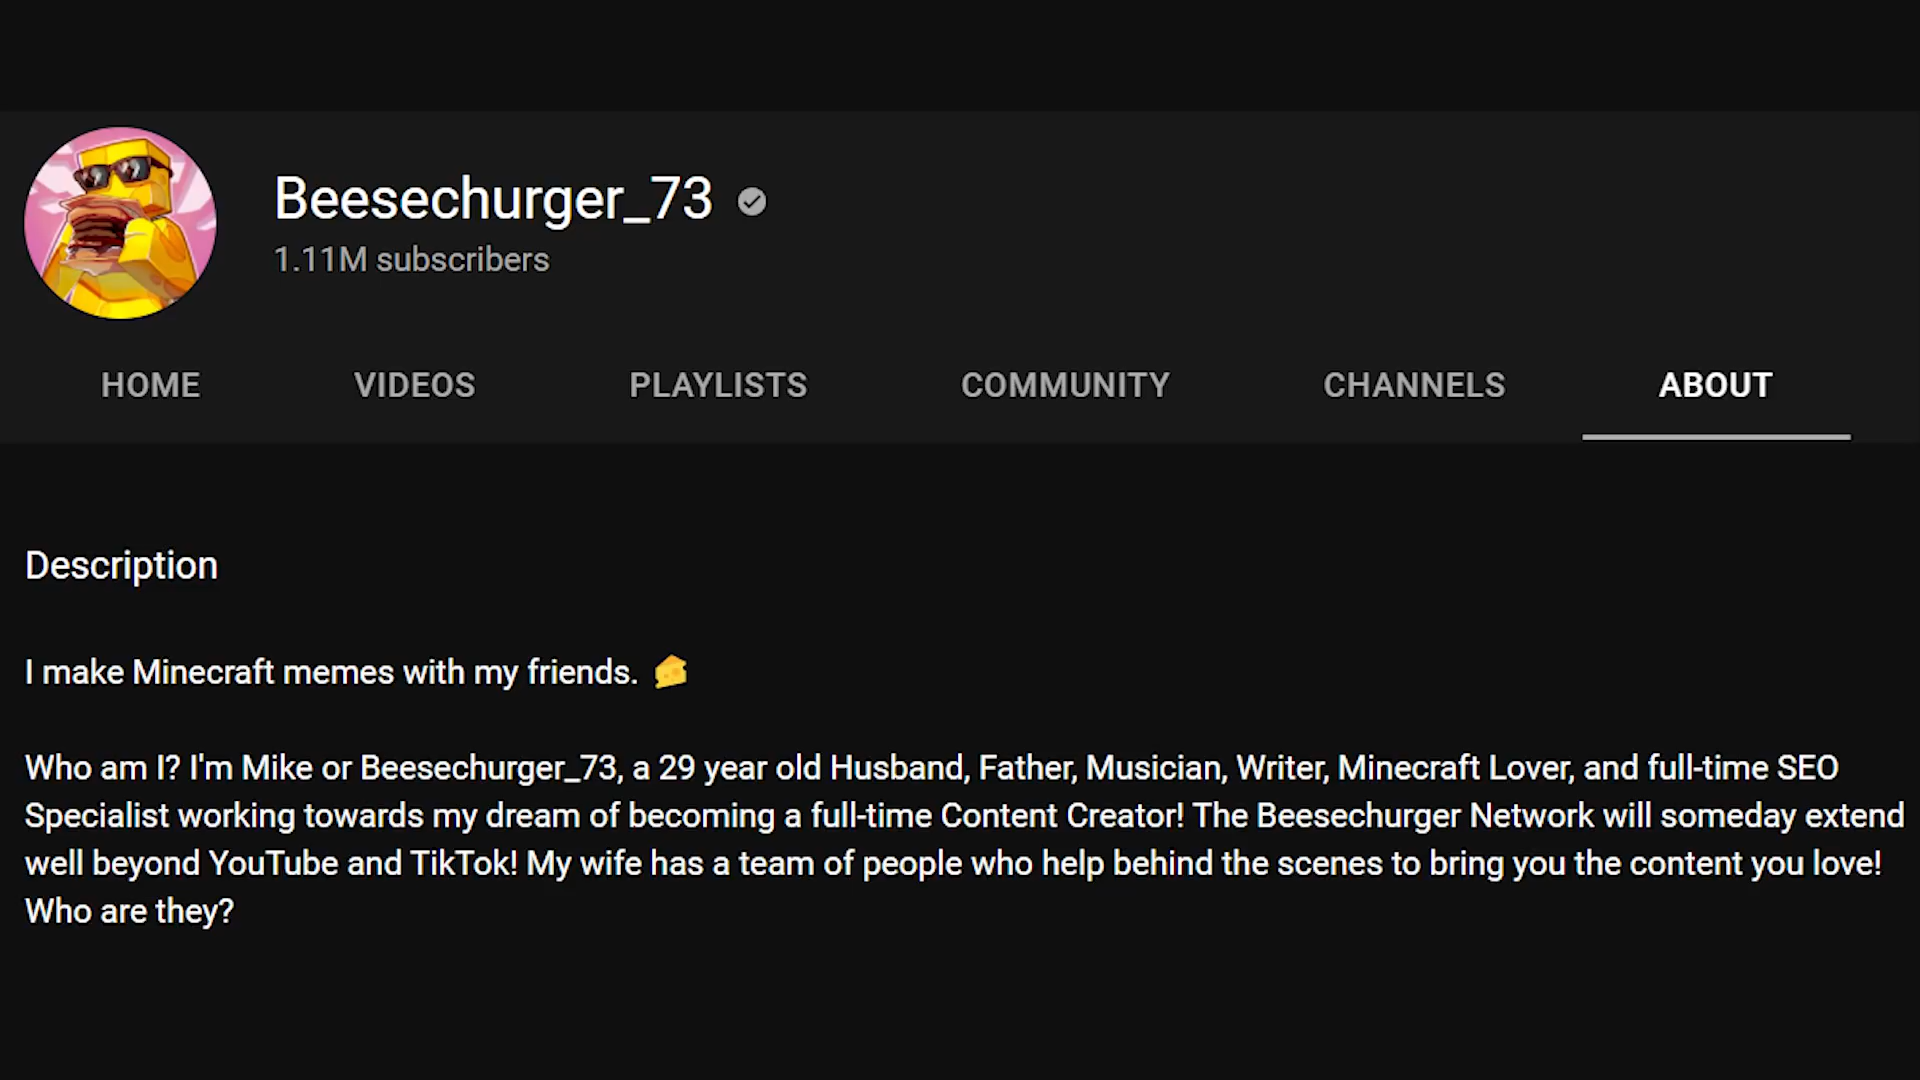 Beesechurger_73
1.11M subscribers
HOME VIDEOS PLAYLISTS COMMUNITY CHANNELS ABOUT
Description
I make Minecraft memes with my friends. 🧀
Who am I? I'm Mike or Beesechurger_73, a 29 year old Husband, Father, Musician, Writer, Minecraft Lover, and full-time SEO
Specialist working towards my dream of becoming a full-time Content Creator! The Beesechurger Network will someday extend
well beyond YouTube and TikTok! My wife has a team of people who help behind the scenes to bring you the content you love!
Who are they?